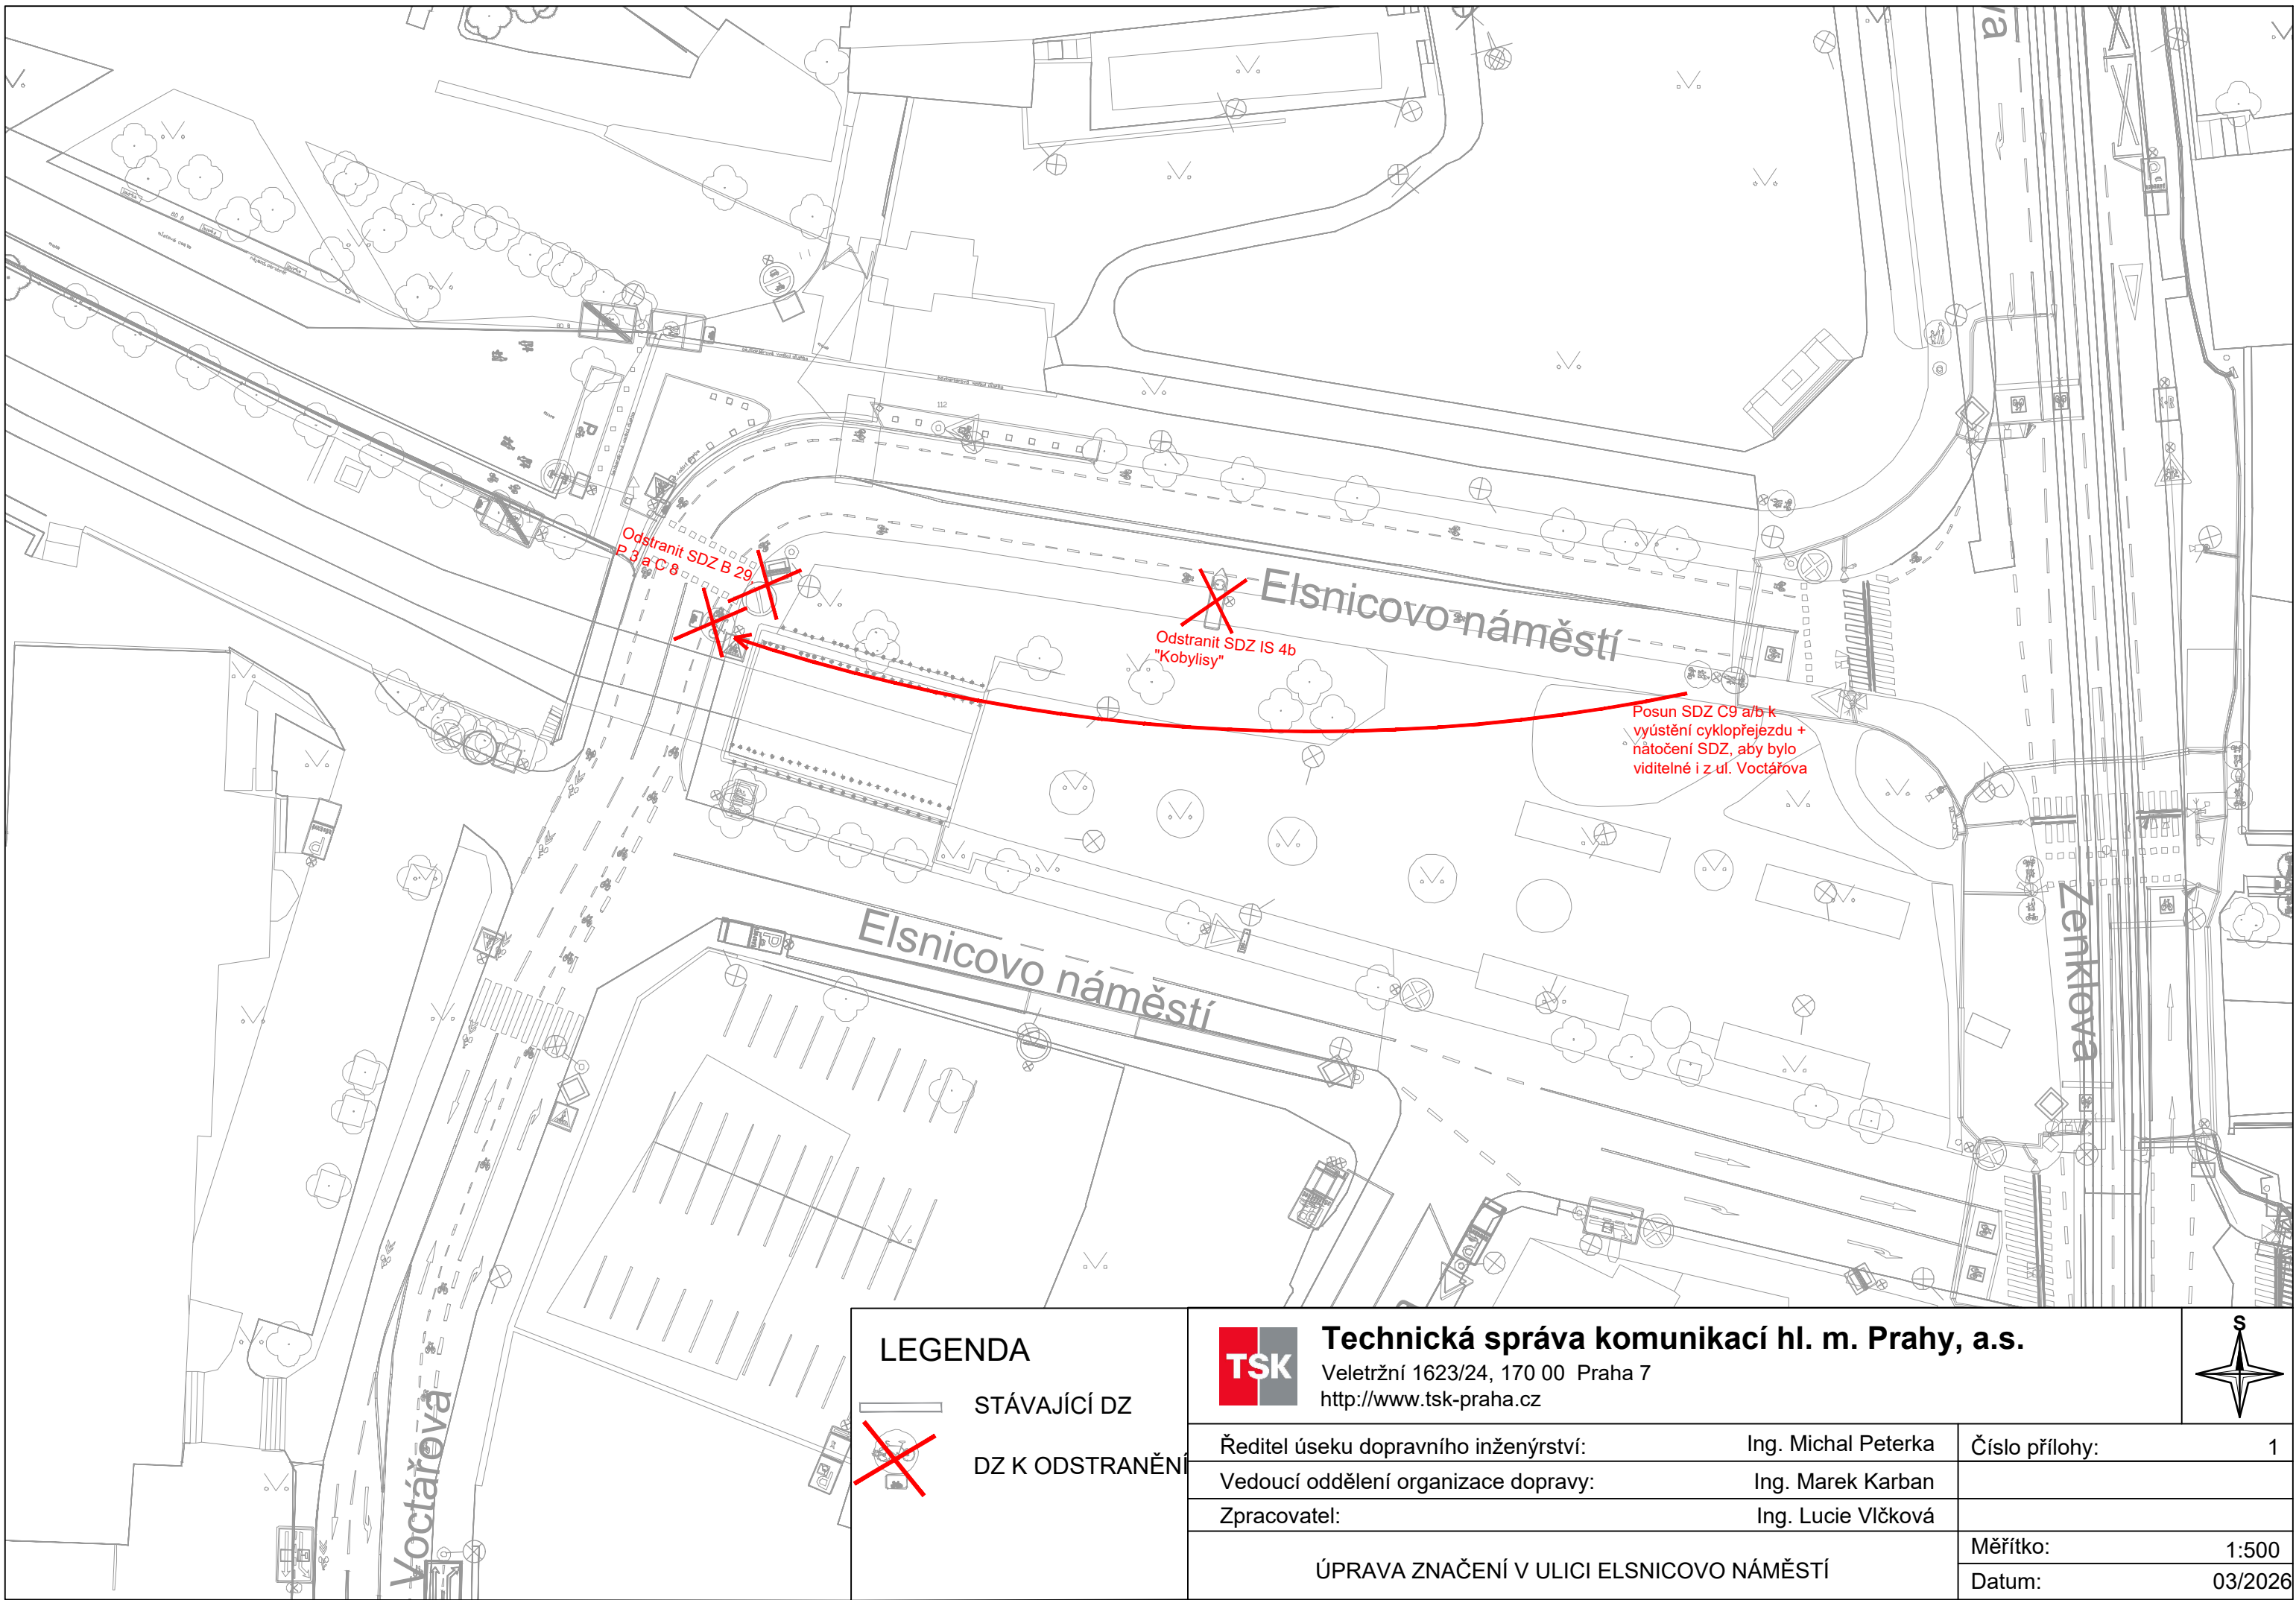 va
112
Odstranit SDZ B 29,
P 3 a C 8
Elsnicovo náměstí
Odstranit SDZ IS 4b
"Kobylisy"
Posun SDZ C9 a/b k
vyústění cyklopřejezdu +
natočení SDZ, aby bylo
viditelné i z ul. Voctářova
Elsnicovo náměstí
Zenklova
Voctářova
LEGENDA
STÁVAJÍCÍ DZ
DZ K ODSTRANĚNÍ
TSK
Technická správa komunikací hl. m. Prahy, a.s.
Veletržní 1623/24, 170 00 Praha 7
http://www.tsk-praha.cz
S
Ředitel úseku dopravního inženýrství: Ing. Michal Peterka
Číslo přílohy: 1
Vedoucí oddělení organizace dopravy: Ing. Marek Karban
Zpracovatel: Ing. Lucie Vlčková
ÚPRAVA ZNAČENÍ V ULICI ELSNICOVO NÁMĚSTÍ
Měřítko: 1:500
Datum: 03/2026